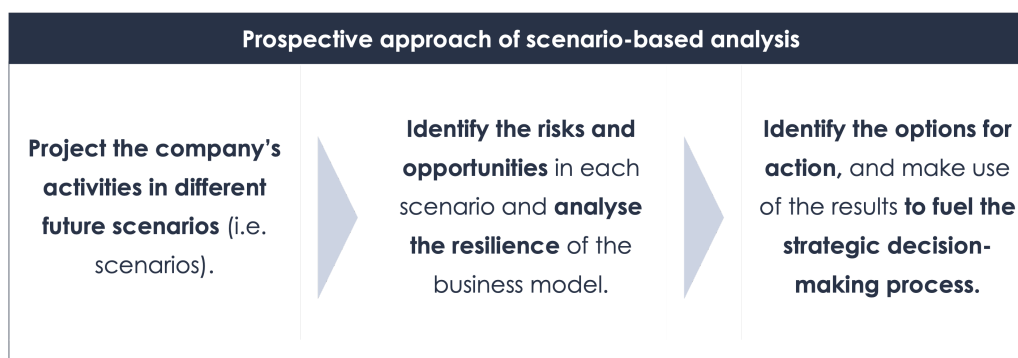 Prospective approach of scenario-based analysis
Project the company's
activities in different
future scenarios (i.e.
scenarios).
Identify the risks and
opportunities in each
scenario and analyse
the resilience of the
business model.
Identify the options for
action, and make use
of the results to fuel the
strategic decision-
making process.